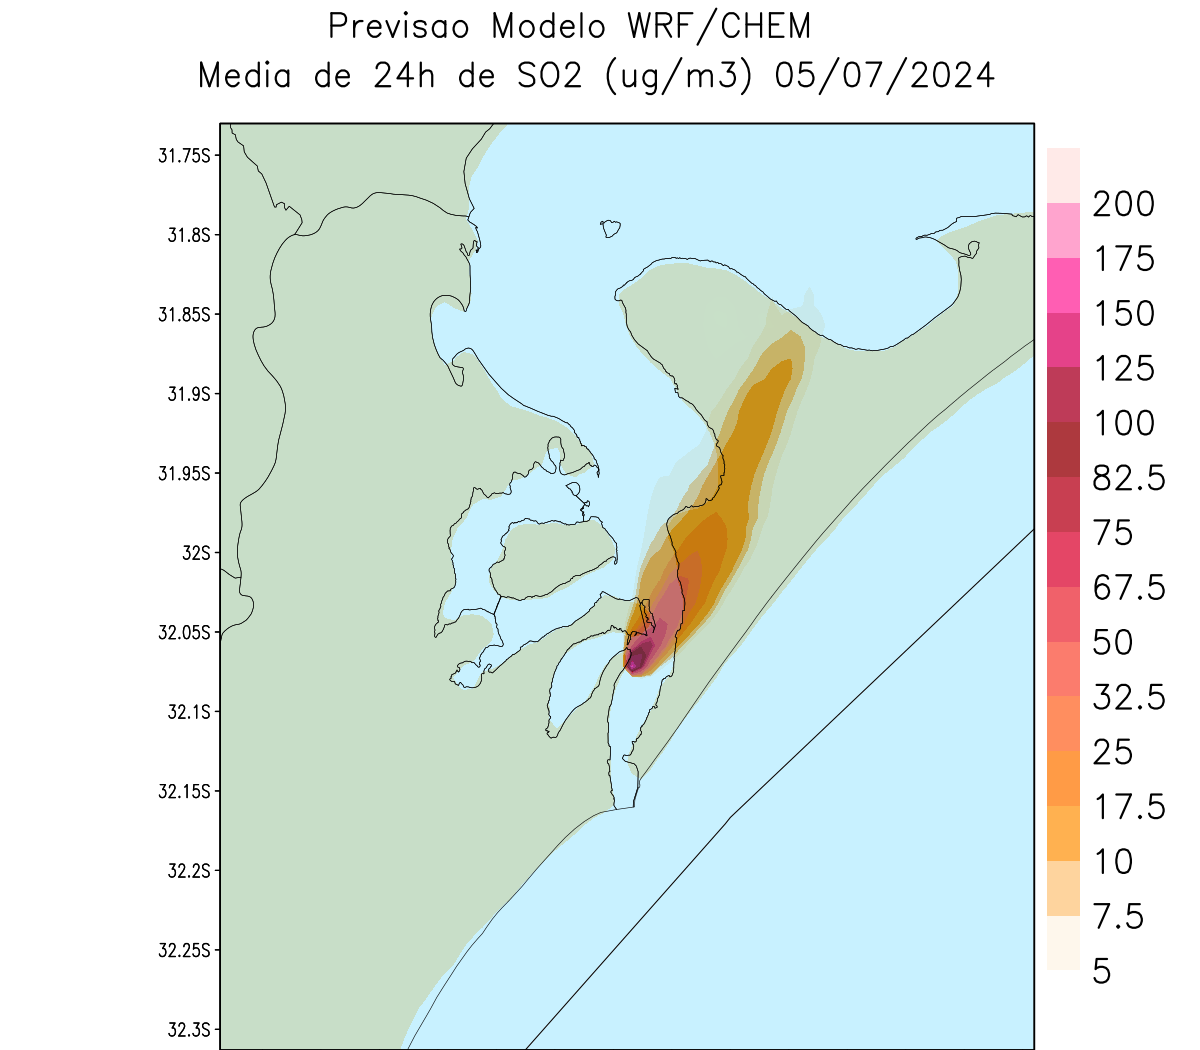 Previsao Modelo WRF/CHEM
Media de 24h de SO2 (ug/m3) 05/07/2024
31.75S
31.8S
31.85S
31.9S
31.95S
32S
32.05S
32.1S
32.15S
32.2S
32.25S
32.3S
200
175
150
125
100
82.5
75
67.5
50
32.5
25
17.5
10
7.5
5